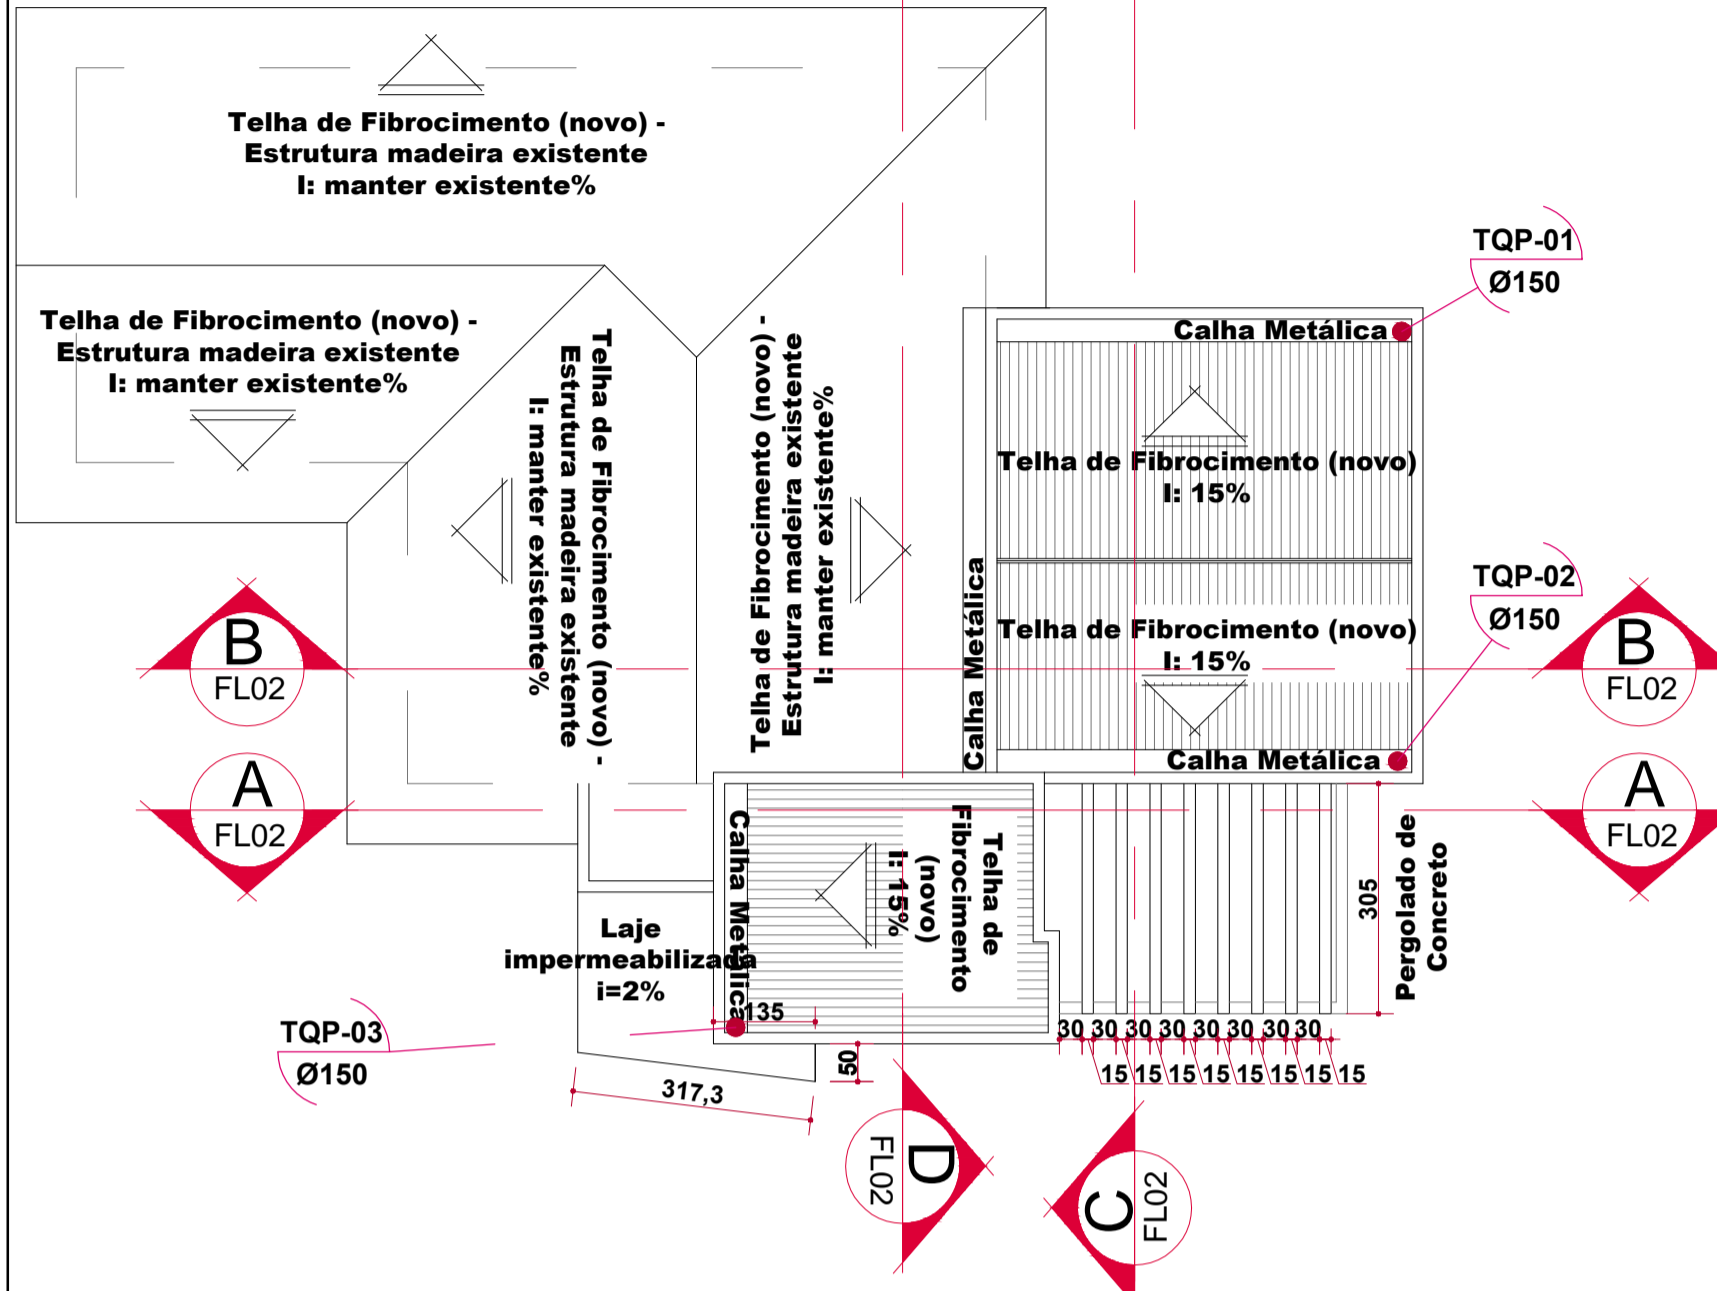 Telha de Fibrocimento (novo) -
Estrutura madeira existente
I: manter existente%
Telha de Fibrocimento (novo) -
Estrutura madeira existente
I: manter existente%
Telha de Fibrocimento (novo) -
Estrutura madeira existente
I: manter existente%
Telha de Fibrocimento (novo) -
Estrutura madeira existente
I: manter existente%
TQP-01
Ø150
Calha Metálica
Telha de Fibrocimento (novo)
I: 15%
Calha Metálica
TQP-02
Ø150
Telha de Fibrocimento (novo)
I: 15%
Calha Metálica
B
FL02
B
FL02
A
FL02
A
FL02
Calha Metálica
Telha de
Fibrocimento
(novo)
I: 15%
305
Pergolado de
Concreto
Laje
impermeabilizada
i=2%
135
TQP-03
Ø150
50
317,3
30 30 30 30 30 30 30 30
15 15 15 15 15 15 15 15
D
FL02
C
FL02